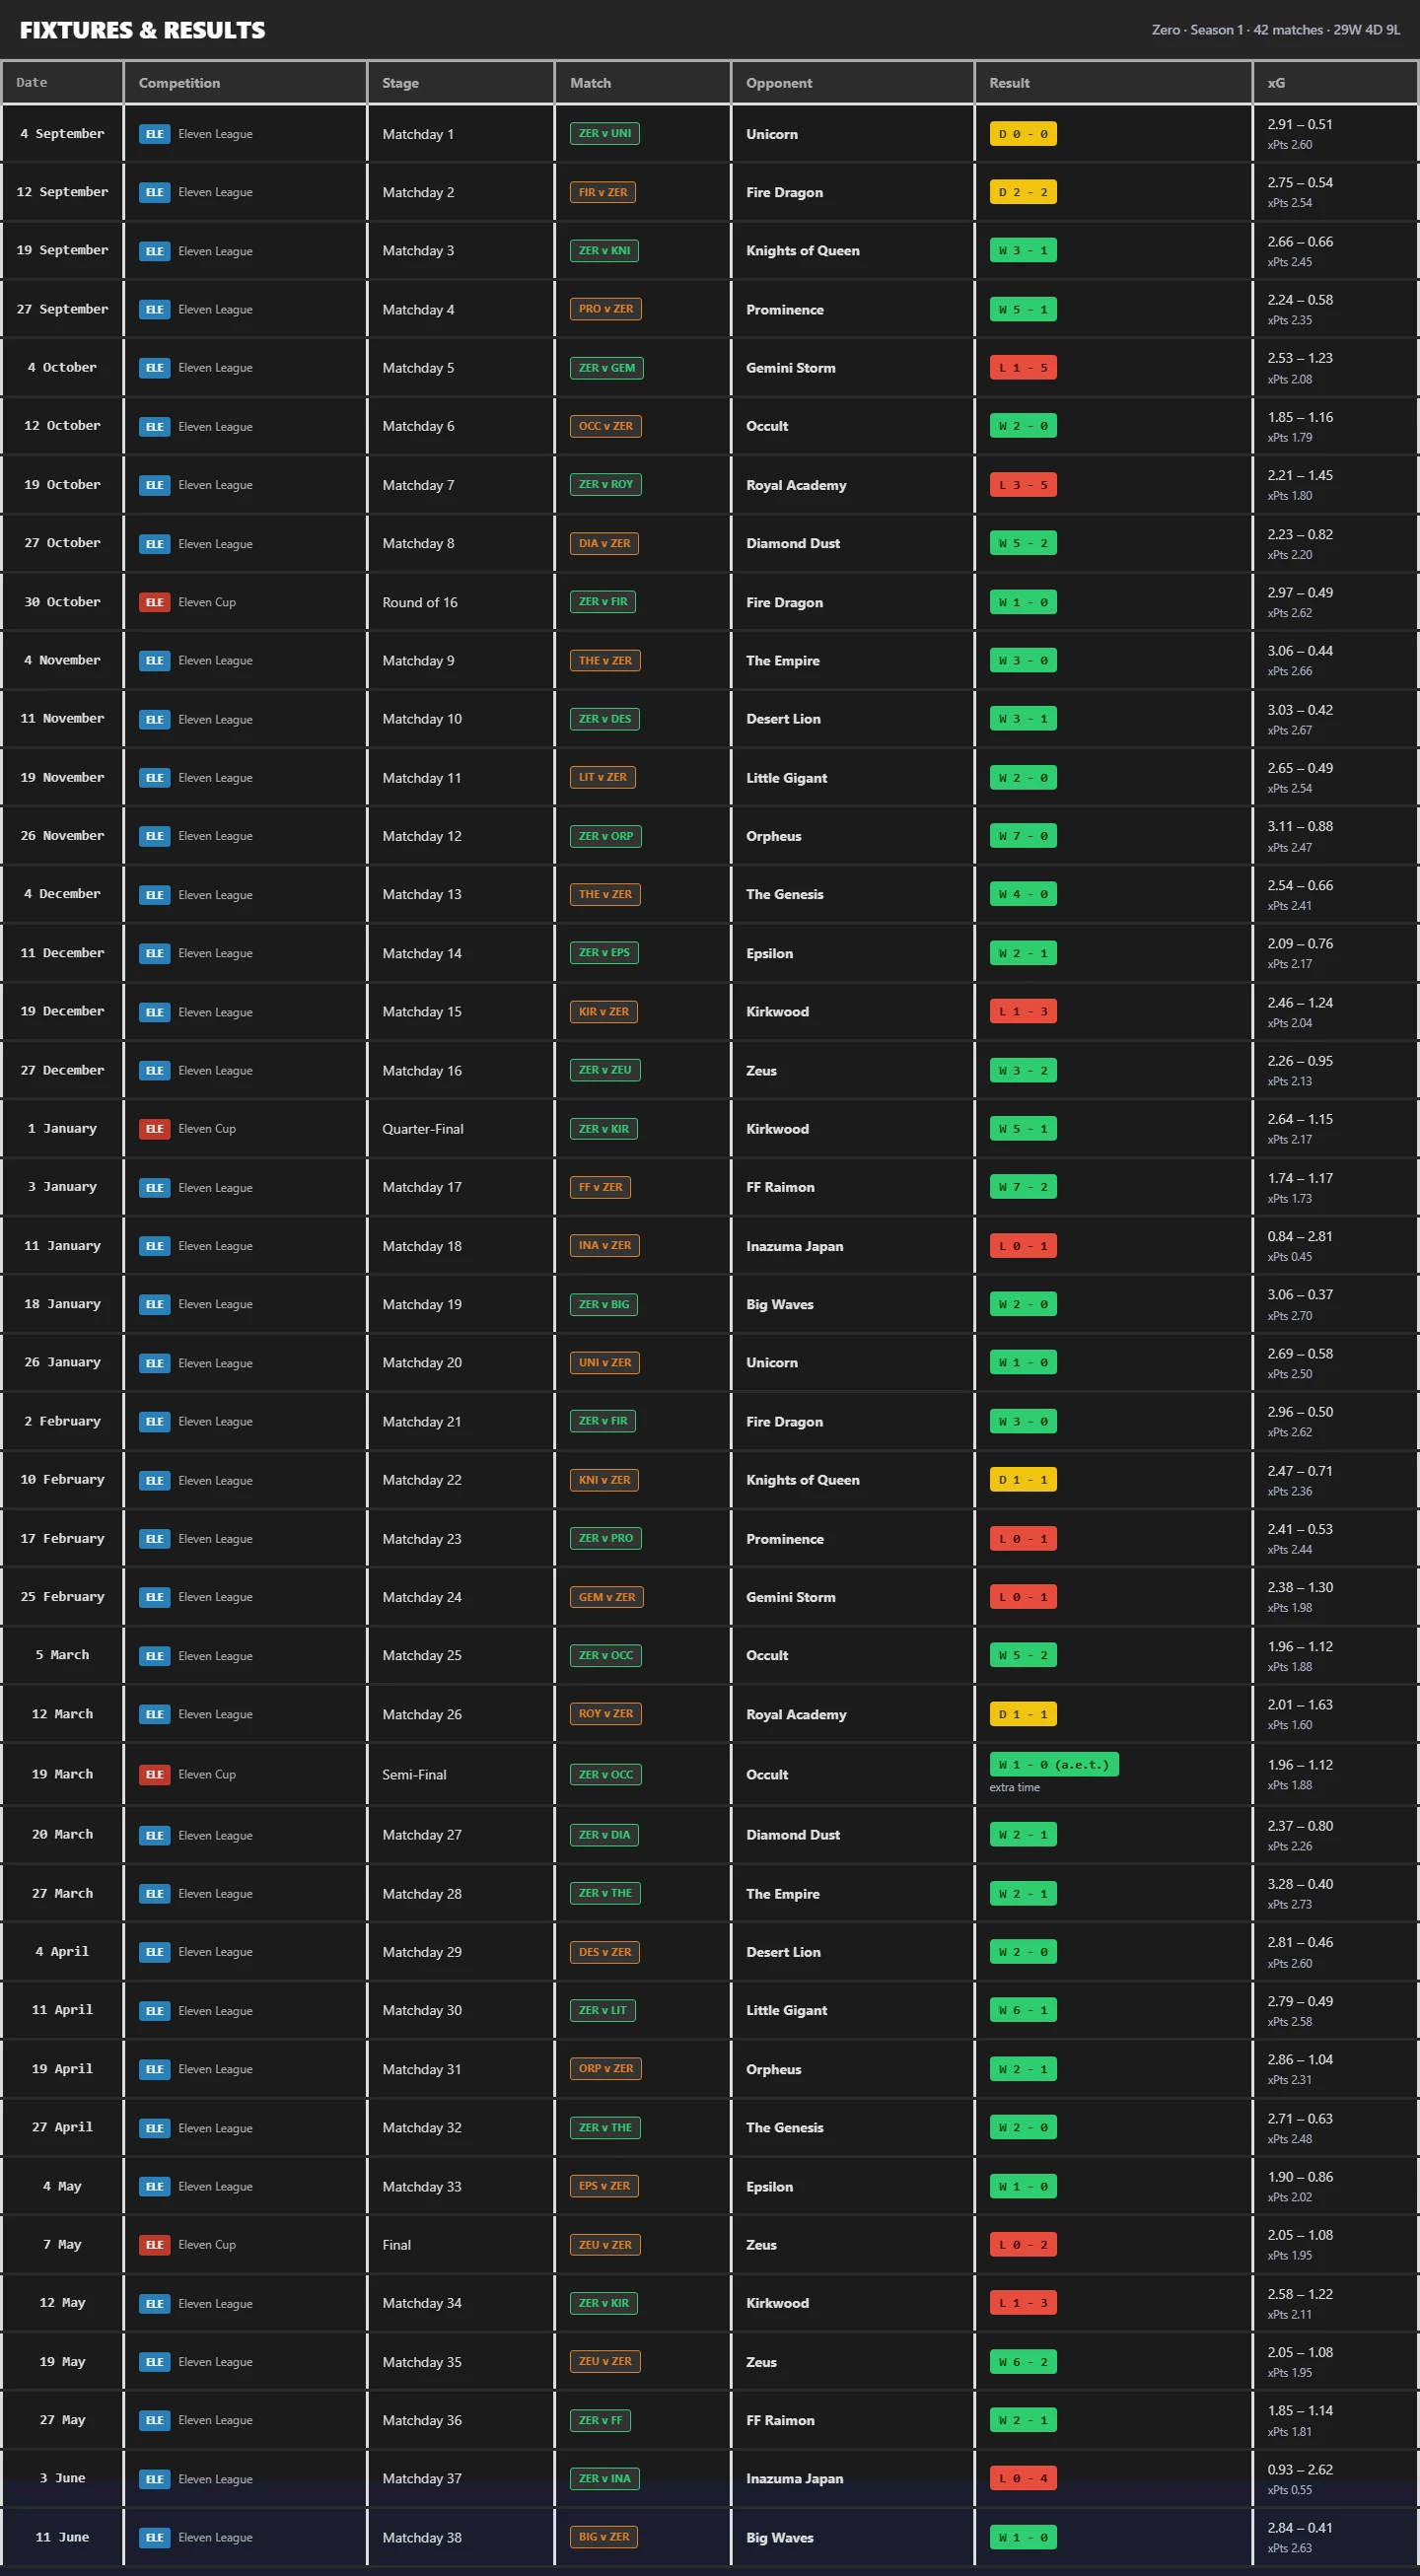 FIXTURES & RESULTS
Zero · Season 1 · 42 matches · 29W 4D 9L
Date Competition Stage Match Opponent Result xG
4 September ELE Eleven League Matchday 1 ZER v UNI Unicorn D 0 - 0 2.91 – 0.51
xPts 2.60
12 September ELE Eleven League Matchday 2 FIR v ZER Fire Dragon D 2 - 2 2.75 – 0.54
xPts 2.54
19 September ELE Eleven League Matchday 3 ZER v KNI Knights of Queen W 3 - 1 2.66 – 0.66
xPts 2.45
27 September ELE Eleven League Matchday 4 PRO v ZER Prominence W 5 - 1 2.24 – 0.58
xPts 2.35
4 October ELE Eleven League Matchday 5 ZER v GEM Gemini Storm L 1 - 5 2.53 – 1.23
xPts 2.08
12 October ELE Eleven League Matchday 6 OCC v ZER Occult W 2 - 0 1.85 – 1.16
xPts 1.79
19 October ELE Eleven League Matchday 7 ZER v ROY Royal Academy L 3 - 5 2.21 – 1.45
xPts 1.80
27 October ELE Eleven League Matchday 8 DIA v ZER Diamond Dust W 5 - 2 2.23 – 0.82
xPts 2.20
30 October ELE Eleven Cup Round of 16 ZER v FIR Fire Dragon W 1 - 0 2.97 – 0.49
xPts 2.62
4 November ELE Eleven League Matchday 9 THE v ZER The Empire W 3 - 0 3.06 – 0.44
xPts 2.66
11 November ELE Eleven League Matchday 10 ZER v DES Desert Lion W 3 - 1 3.03 – 0.42
xPts 2.67
19 November ELE Eleven League Matchday 11 LIT v ZER Little Gigant W 2 - 0 2.65 – 0.49
xPts 2.54
26 November ELE Eleven League Matchday 12 ZER v ORP Orpheus W 7 - 0 3.11 – 0.88
xPts 2.47
4 December ELE Eleven League Matchday 13 THE v ZER The Genesis W 4 - 0 2.54 – 0.66
xPts 2.41
11 December ELE Eleven League Matchday 14 ZER v EPS Epsilon W 2 - 1 2.09 – 0.76
xPts 2.17
19 December ELE Eleven League Matchday 15 KIR v ZER Kirkwood L 1 - 3 2.46 – 1.24
xPts 2.04
27 December ELE Eleven League Matchday 16 ZER v ZEU Zeus W 3 - 2 2.26 – 0.95
xPts 2.13
1 January ELE Eleven Cup Quarter-Final ZER v KIR Kirkwood W 5 - 1 2.64 – 1.15
xPts 2.17
3 January ELE Eleven League Matchday 17 FF v ZER FF Raimon W 7 - 2 1.74 – 1.17
xPts 1.73
11 January ELE Eleven League Matchday 18 INA v ZER Inazuma Japan L 0 - 1 0.84 – 2.81
xPts 0.45
18 January ELE Eleven League Matchday 19 ZER v BIG Big Waves W 2 - 0 3.06 – 0.37
xPts 2.70
26 January ELE Eleven League Matchday 20 UNI v ZER Unicorn W 1 - 0 2.69 – 0.58
xPts 2.50
2 February ELE Eleven League Matchday 21 ZER v FIR Fire Dragon W 3 - 0 2.96 – 0.50
xPts 2.62
10 February ELE Eleven League Matchday 22 KNI v ZER Knights of Queen D 1 - 1 2.47 – 0.71
xPts 2.36
17 February ELE Eleven League Matchday 23 ZER v PRO Prominence L 0 - 1 2.41 – 0.53
xPts 2.44
25 February ELE Eleven League Matchday 24 GEM v ZER Gemini Storm L 0 - 1 2.38 – 1.30
xPts 1.98
5 March ELE Eleven League Matchday 25 ZER v OCC Occult W 5 - 2 1.96 – 1.12
xPts 1.88
12 March ELE Eleven League Matchday 26 ROY v ZER Royal Academy D 1 - 1 2.01 – 1.63
xPts 1.60
19 March ELE Eleven Cup Semi-Final ZER v OCC Occult W 1 - 0 (a.e.t.) 1.96 – 1.12
extra time xPts 1.88
20 March ELE Eleven League Matchday 27 ZER v DIA Diamond Dust W 2 - 1 2.37 – 0.80
xPts 2.26
27 March ELE Eleven League Matchday 28 ZER v THE The Empire W 2 - 1 3.28 – 0.40
xPts 2.73
4 April ELE Eleven League Matchday 29 DES v ZER Desert Lion W 2 - 0 2.81 – 0.46
xPts 2.60
11 April ELE Eleven League Matchday 30 ZER v LIT Little Gigant W 6 - 1 2.79 – 0.49
xPts 2.58
19 April ELE Eleven League Matchday 31 ORP v ZER Orpheus W 2 - 1 2.86 – 1.04
xPts 2.31
27 April ELE Eleven League Matchday 32 ZER v THE The Genesis W 2 - 0 2.71 – 0.63
xPts 2.48
4 May ELE Eleven League Matchday 33 EPS v ZER Epsilon W 1 - 0 1.90 – 0.86
xPts 2.02
7 May ELE Eleven Cup Final ZEU v ZER Zeus L 0 - 2 2.05 – 1.08
xPts 1.95
12 May ELE Eleven League Matchday 34 ZER v KIR Kirkwood L 1 - 3 2.58 – 1.22
xPts 2.11
19 May ELE Eleven League Matchday 35 ZEU v ZER Zeus W 6 - 2 2.05 – 1.08
xPts 1.95
27 May ELE Eleven League Matchday 36 ZER v FF FF Raimon W 2 - 1 1.85 – 1.14
xPts 1.81
3 June ELE Eleven League Matchday 37 ZER v INA Inazuma Japan L 0 - 4 0.93 – 2.62
xPts 0.55
11 June ELE Eleven League Matchday 38 BIG v ZER Big Waves W 1 - 0 2.84 – 0.41
xPts 2.63